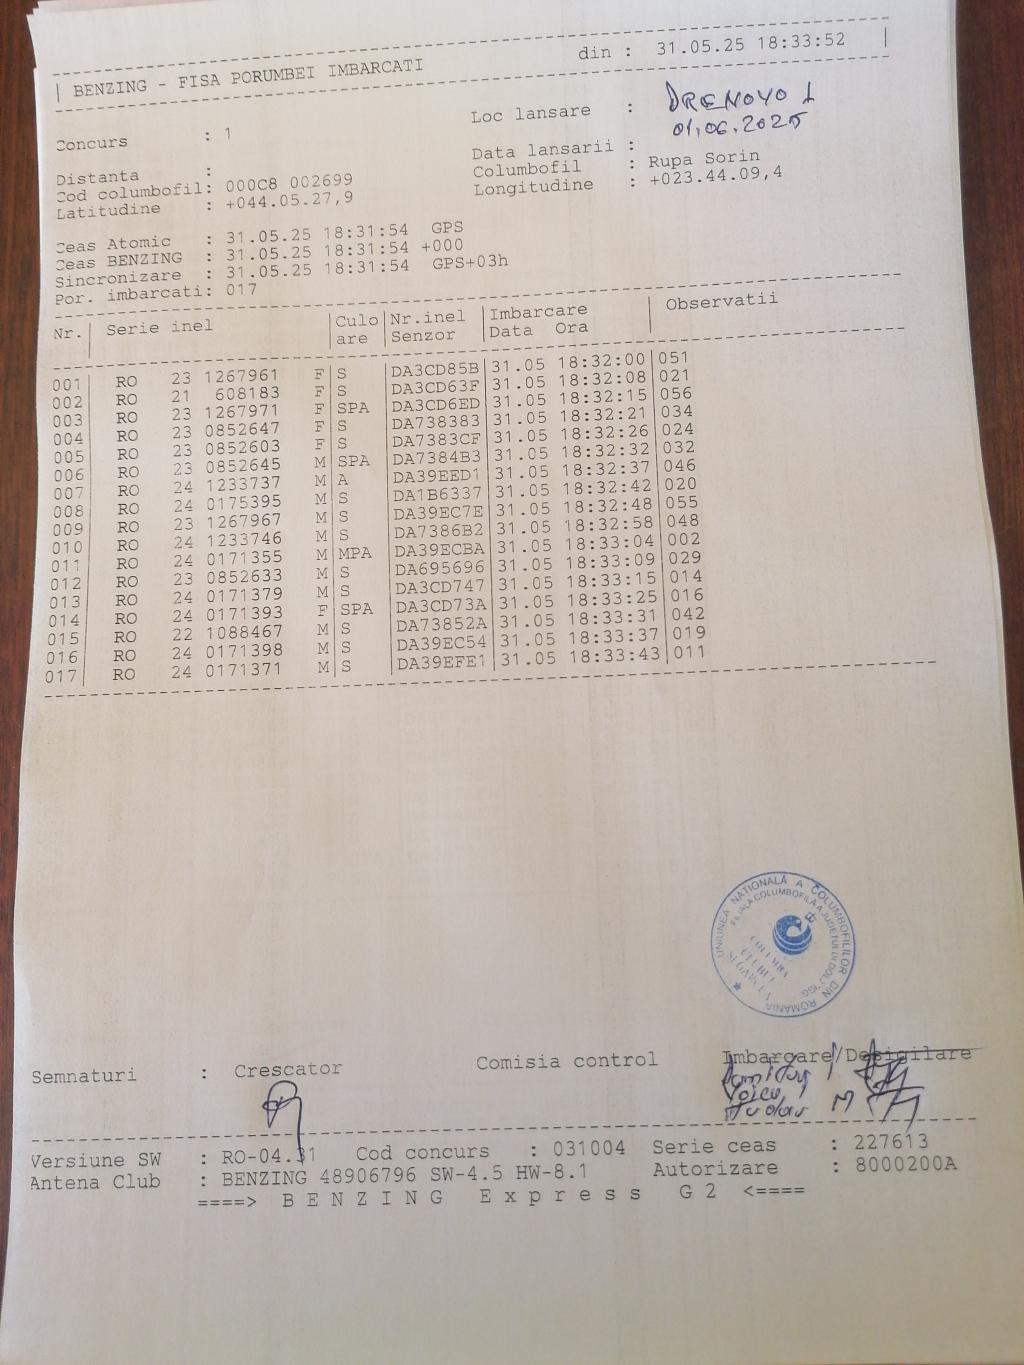 BENZING - FISA PORUMBEI IMBARCATI din : 31.05.25 18:33:52
Concurs : 1 Loc lansare : DRENOVO 1
01.06.2025
Distanta : Data lansarii :
Cod columbofil: 000C8 002699 Columbofil : Rupa Sorin
Latitudine : +044.05.27,9 Longitudine : +023.44.09,4
Ceas Atomic : 31.05.25 18:31:54 GPS
Ceas BENZING : 31.05.25 18:31:54 +000
Sincronizare : 31.05.25 18:31:54 GPS+03h
Por. imbarcati: 017
Nr. Serie inel Culo Nr.inel Imbarcare Observatii
are Senzor Data Ora
001 RO 23 1267961 F S DA3CD85B 31.05 18:32:00 051
002 RO 21 608183 F S DA3CD63F 31.05 18:32:08 021
003 RO 23 1267971 F SPA DA3CD6ED 31.05 18:32:15 056
004 RO 23 0852647 F S DA738383 31.05 18:32:21 034
005 RO 23 0852603 F S DA7383CF 31.05 18:32:26 024
006 RO 23 0852645 M SPA DA7384B3 31.05 18:32:32 032
007 RO 24 1233737 M A DA39EED1 31.05 18:32:37 046
008 RO 24 0175395 M S DA1B6337 31.05 18:32:42 020
009 RO 23 1267967 M S DA39EC7E 31.05 18:32:48 055
010 RO 24 1233746 M S DA7386B2 31.05 18:32:58 048
011 RO 24 0171355 M MPA DA39ECBA 31.05 18:33:04 002
012 RO 23 0852633 M S DA695696 31.05 18:33:09 029
013 RO 24 0171379 M S DA3CD747 31.05 18:33:15 014
014 RO 24 0171393 F SPA DA3CD73A 31.05 18:33:25 016
015 RO 22 1088467 M S DA73852A 31.05 18:33:31 042
016 RO 24 0171398 M S DA39EC54 31.05 18:33:37 019
017 RO 24 0171371 M S DA39EFE1 31.05 18:33:43 011
UNIUNEA NAŢIONALĂ A COLUMBOFILILOR DIN ROMÂNIA
FILIALA COLUMBOFILĂ A JUDEŢULUI DOLJ
COLUMBA
CLUBUL
SEGARCEA
Semnaturi : Crescator Comisia control Imbarcare/Desigilare
Voicu
Versiune SW : RO-04.31 Cod concurs : 031004 Serie ceas : 227613
Antena Club : BENZING 48906796 SW-4.5 HW-8.1 Autorizare : 8000200A
====> BENZING Express G2 <====